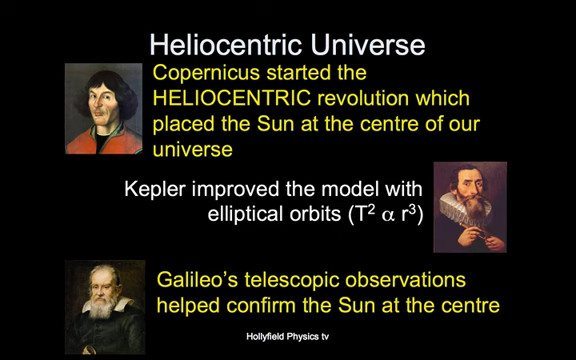 Heliocentric Universe
Copernicus started the
HELIOCENTRIC revolution which
placed the Sun at the centre of our
universe
Kepler improved the model with
elliptical orbits (T² α r³)
Galileo’s telescopic observations
helped confirm the Sun at the centre
Hollyfield Physics tv